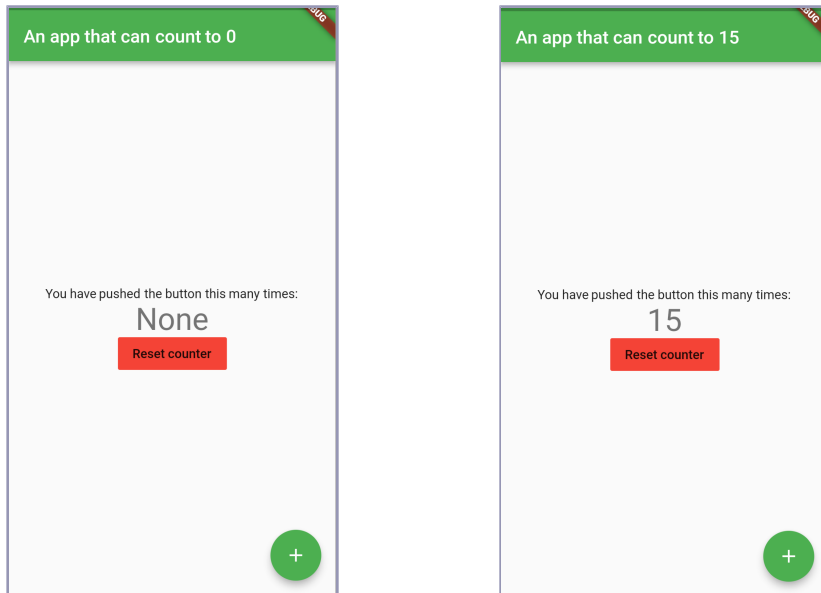 An app that can count to 0
You have pushed the button this many times:
None
Reset counter
+
An app that can count to 15
You have pushed the button this many times:
15
Reset counter
+